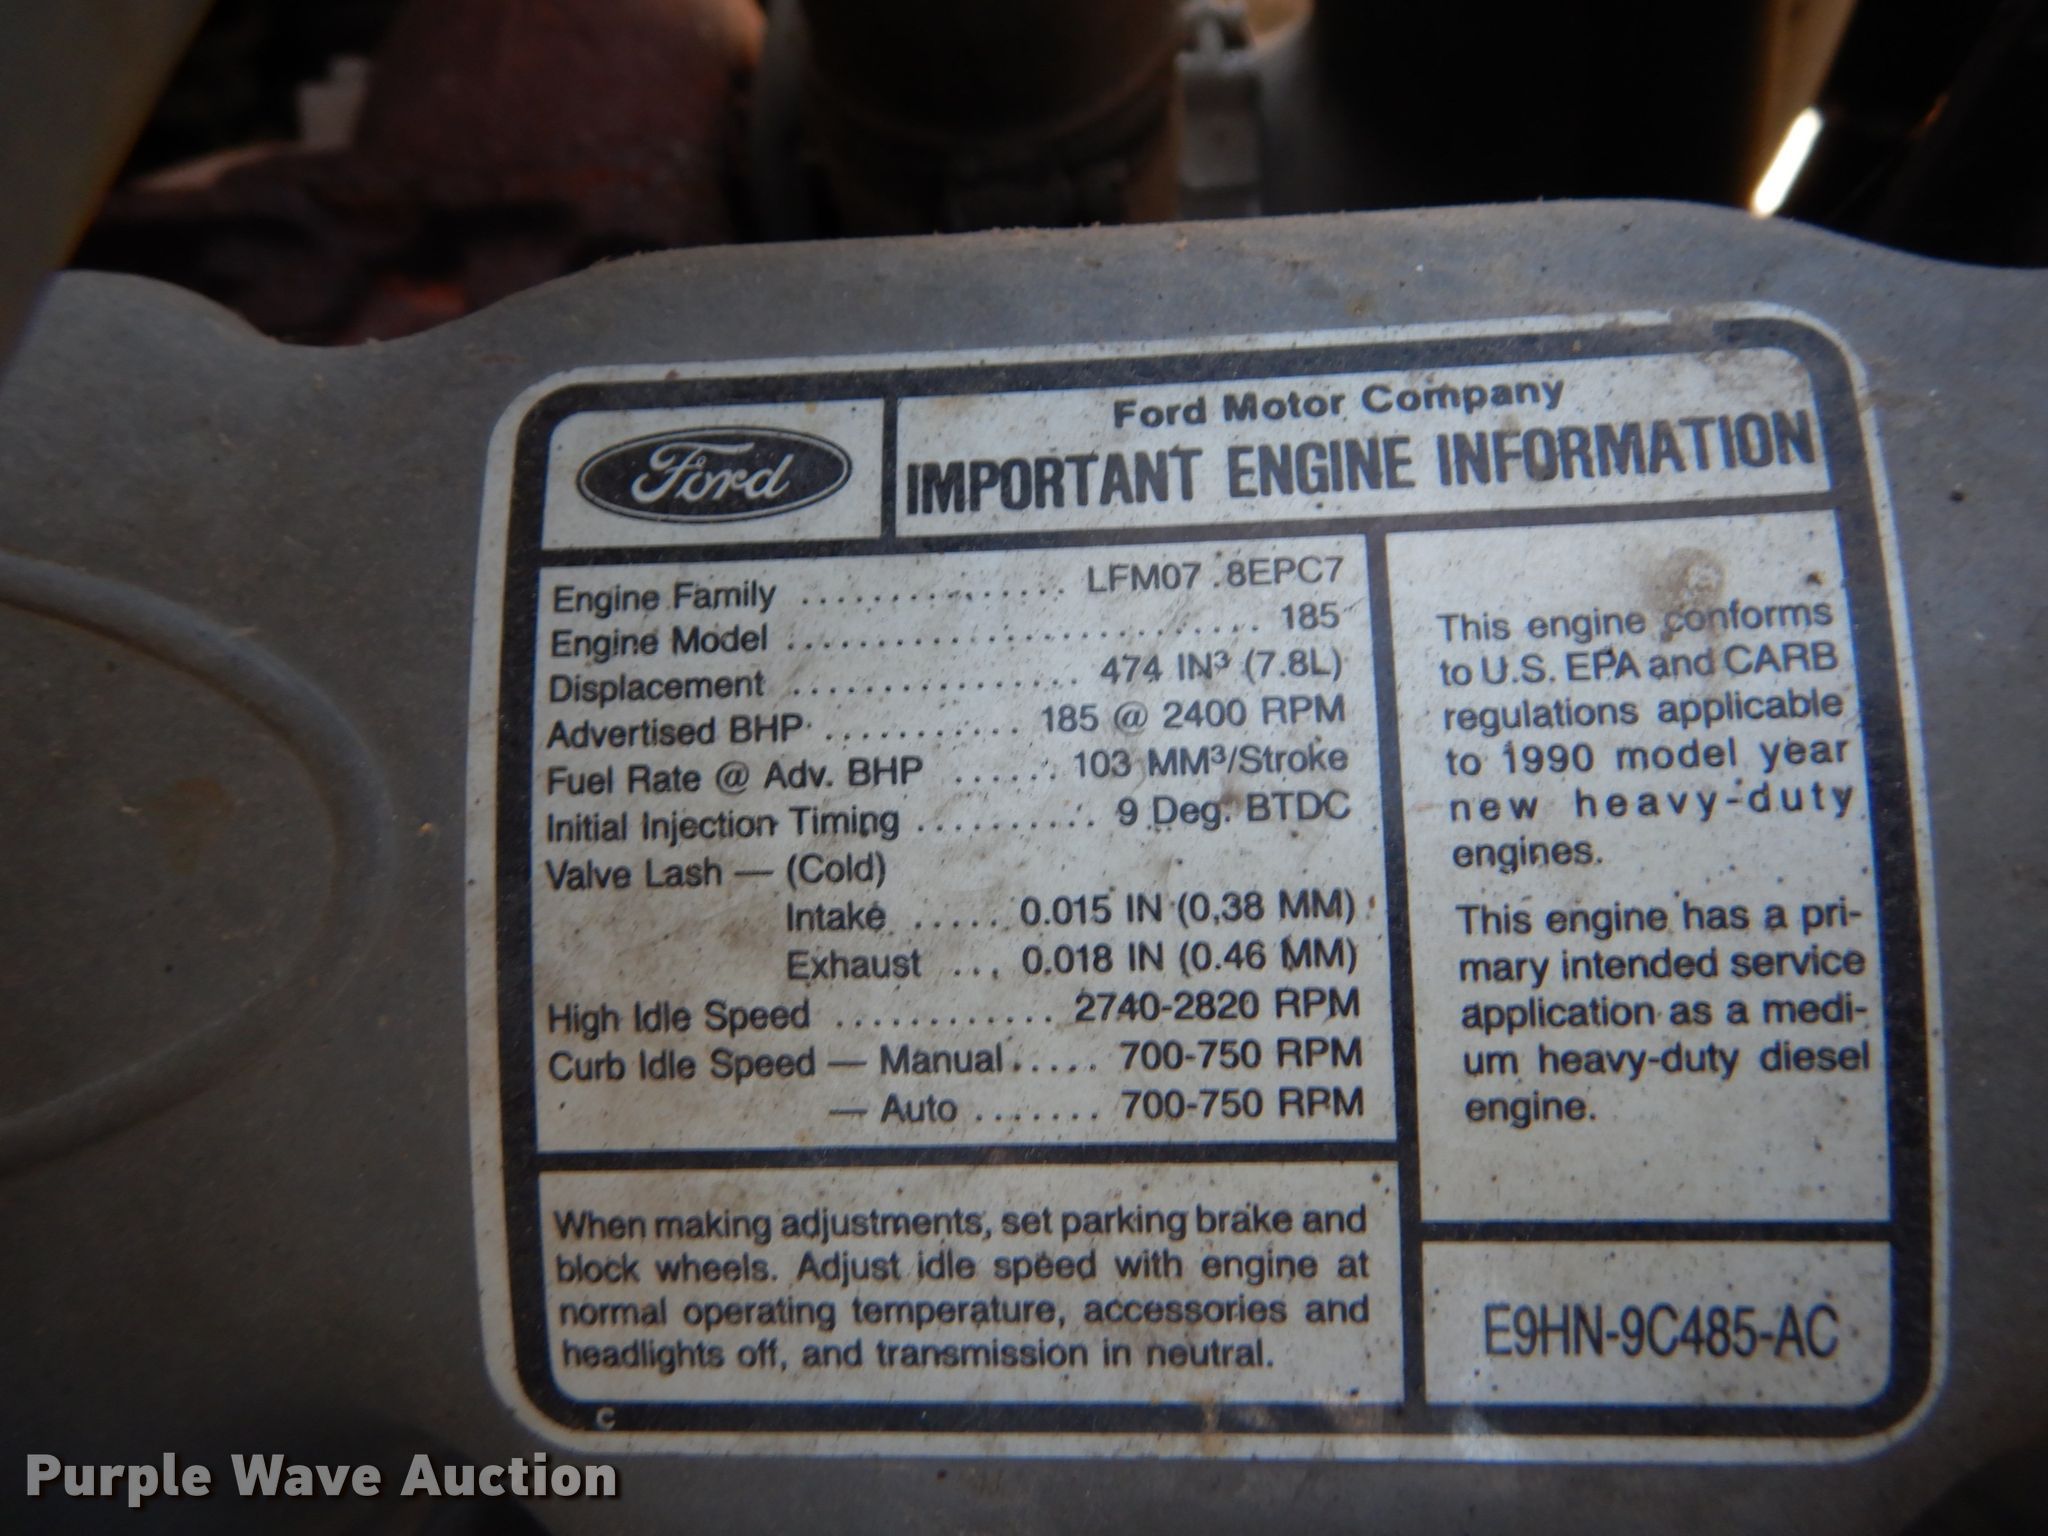 Ford
Ford Motor Company
IMPORTANT ENGINE INFORMATION
Engine Family ............... LFM07 .8EPC7
Engine Model ......................... 185
Displacement ................ 474 IN³ (7.8L)
Advertised BHP ........... 185 @ 2400 RPM
Fuel Rate @ Adv. BHP ...... 103 MM³/Stroke
Initial Injection Timing .......... 9 Deg. BTDC
Valve Lash — (Cold)
Intake ..... 0.015 IN (0.38 MM)
Exhaust ... 0.018 IN (0.46 MM)
High Idle Speed ............ 2740-2820 RPM
Curb Idle Speed — Manual ..... 700-750 RPM
— Auto ....... 700-750 RPM
This engine conforms
to U.S. EPA and CARB
regulations applicable
to 1990 model year
new heavy-duty
engines.
This engine has a pri-
mary intended service
application as a medi-
um heavy-duty diesel
engine.
When making adjustments, set parking brake and
block wheels. Adjust idle speed with engine at
normal operating temperature, accessories and
headlights off, and transmission in neutral.
E9HN-9C485-AC
C
Purple Wave Auction